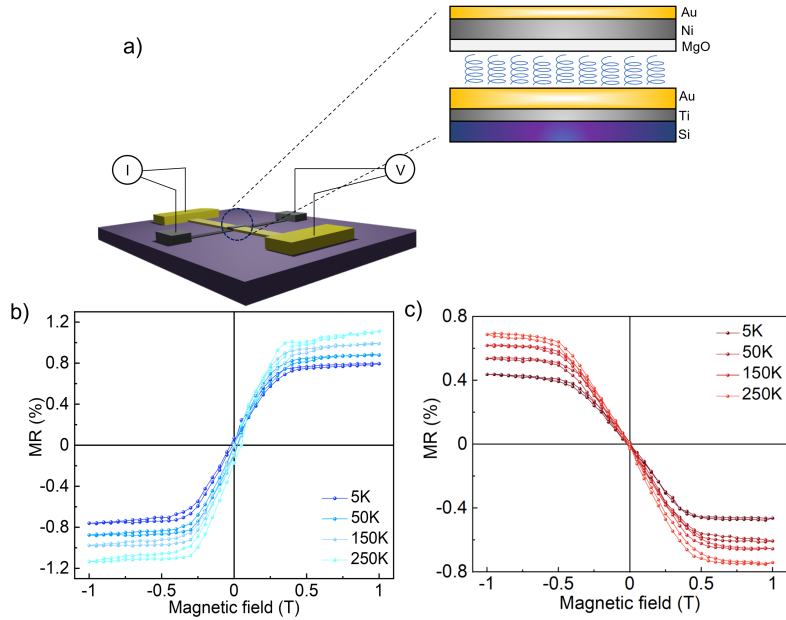 a)
Au
Ni
MgO
Au
Ti
Si
I
V
b)
MR (%)
1.2
0.8
0.4
0
-0.4
-0.8
-1.2
-1
-0.5
0
0.5
1
Magnetic field (T)
5K
50K
150K
250K
c)
MR (%)
0.8
0.4
0
-0.4
-0.8
-1
-0.5
0
0.5
1
Magnetic field (T)
5K
50K
150K
250K